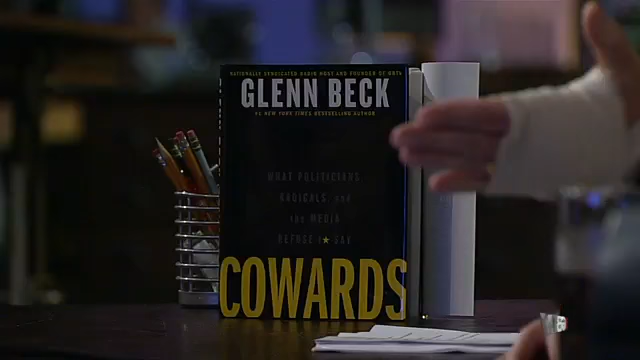 NATIONALLY SYNDICATED RADIO HOST AND FOUNDER OF GBTV
GLENN BECK
#1 NEW YORK TIMES BESTSELLING AUTHOR
WHAT POLITICIANS,
RADICALS, and
the MEDIA
REFUSE TO SAY
COWARDS